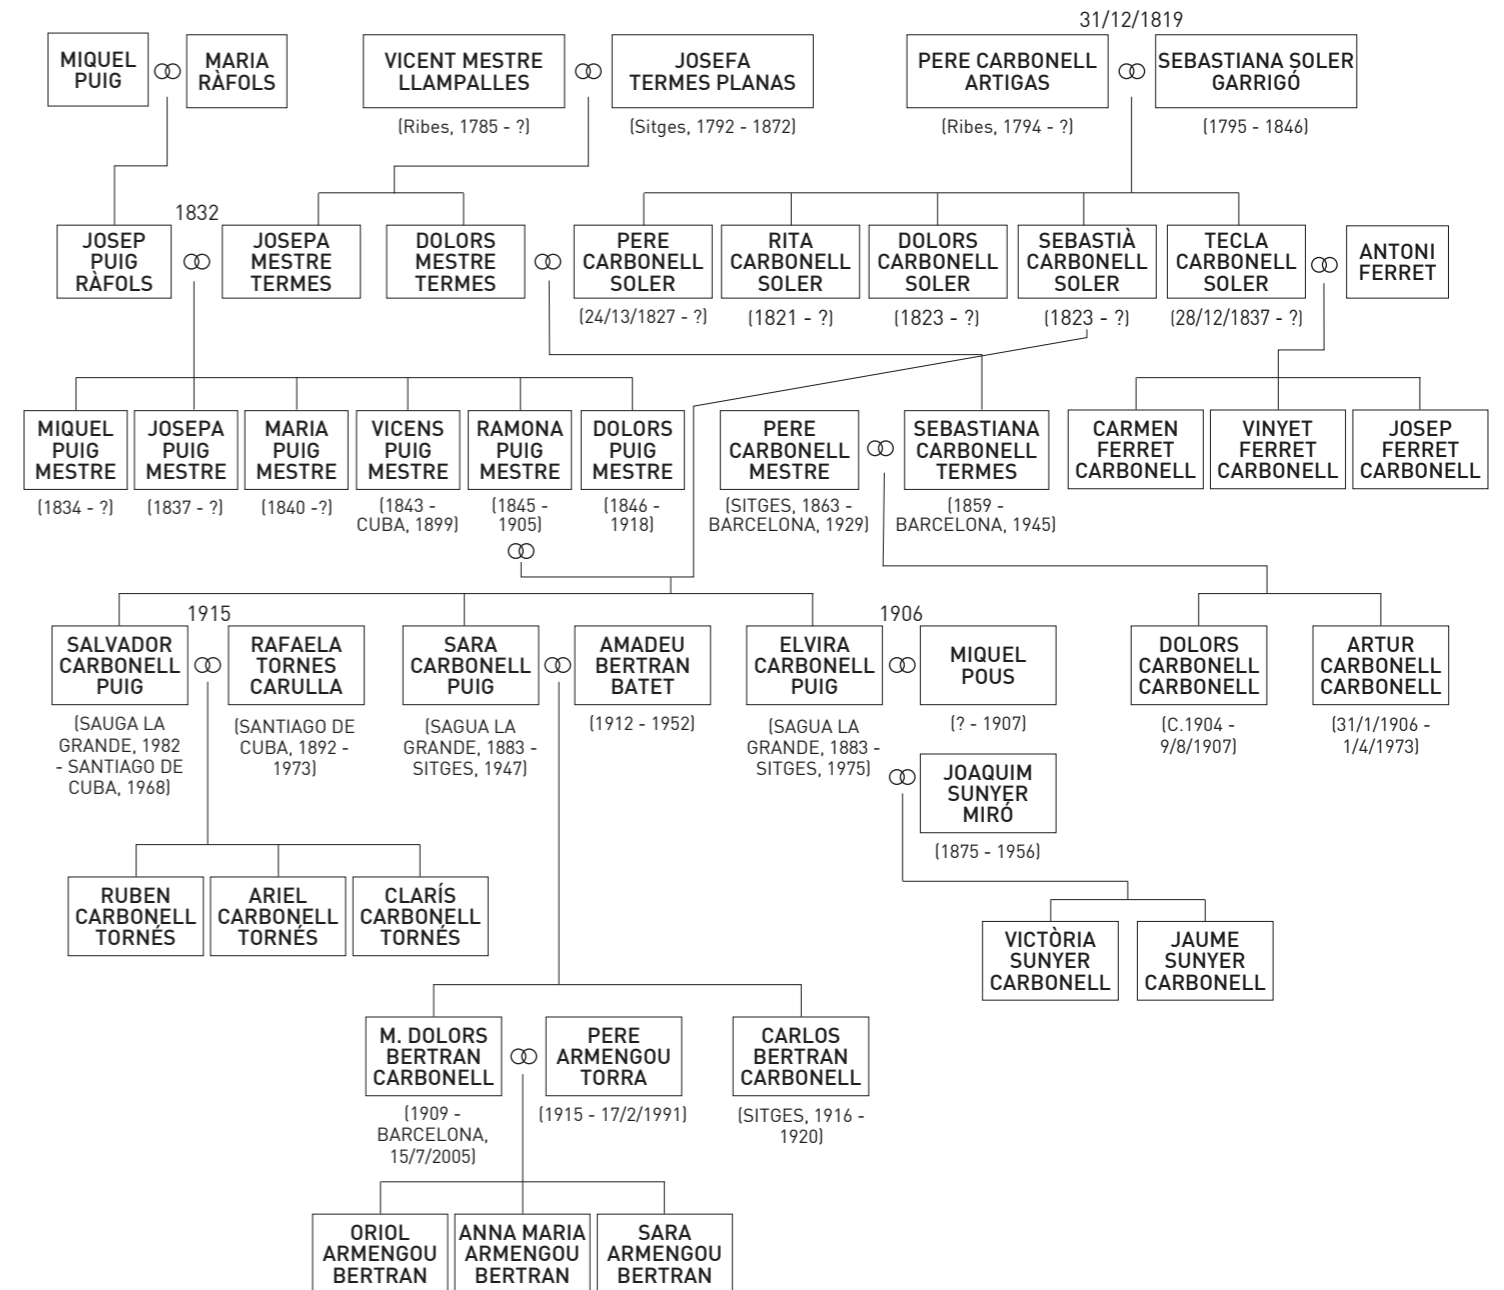 31/12/1819
MIQUEL
PUIG
MARIA
RÀFOLS
VICENT MESTRE
LLAMPALLES
(Ribes, 1785 - ?)
JOSEFA
TERMES PLANAS
(Sitges, 1792 - 1872)
PERE CARBONELL
ARTIGAS
(Ribes, 1794 - ?)
SEBASTIANA SOLER
GARRIGÓ
(1795 - 1846)
1832
JOSEP
PUIG
RÀFOLS
JOSEPA
MESTRE
TERMES
DOLORS
MESTRE
TERMES
PERE
CARBONELL
SOLER
(24/13/1827 - ?)
RITA
CARBONELL
SOLER
(1821 - ?)
DOLORS
CARBONELL
SOLER
(1823 - ?)
SEBASTIÀ
CARBONELL
SOLER
(1823 - ?)
TECLA
CARBONELL
SOLER
(28/12/1837 - ?)
ANTONI
FERRET
MIQUEL
PUIG
MESTRE
(1834 - ?)
JOSEPA
PUIG
MESTRE
(1837 - ?)
MARIA
PUIG
MESTRE
(1840 -?)
VICENS
PUIG
MESTRE
(1843 -
CUBA, 1899)
RAMONA
PUIG
MESTRE
(1845 -
1905)
DOLORS
PUIG
MESTRE
(1846 -
1918)
PERE
CARBONELL
MESTRE
(SITGES, 1863 -
BARCELONA, 1929)
SEBASTIANA
CARBONELL
TERMES
(1859 -
BARCELONA, 1945)
CARMEN
FERRET
CARBONELL
VINYET
FERRET
CARBONELL
JOSEP
FERRET
CARBONELL
1915
SALVADOR
CARBONELL
PUIG
(SAUGA LA
GRANDE, 1982
- SANTIAGO DE
CUBA, 1968)
RAFAELA
TORNES
CARULLA
(SANTIAGO DE
CUBA, 1892 -
1973)
SARA
CARBONELL
PUIG
(SAGUA LA
GRANDE, 1883 -
SITGES, 1947)
AMADEU
BERTRAN
BATET
(1912 - 1952)
1906
ELVIRA
CARBONELL
PUIG
(SAGUA LA
GRANDE, 1883 -
SITGES, 1975)
MIQUEL
POUS
(? - 1907)
JOAQUIM
SUNYER
MIRÓ
(1875 - 1956)
DOLORS
CARBONELL
CARBONELL
(C.1904 -
9/8/1907)
ARTUR
CARBONELL
CARBONELL
(31/1/1906 -
1/4/1973)
RUBEN
CARBONELL
TORNÉS
ARIEL
CARBONELL
TORNÉS
CLARÍS
CARBONELL
TORNÉS
VICTÒRIA
SUNYER
CARBONELL
JAUME
SUNYER
CARBONELL
M. DOLORS
BERTRAN
CARBONELL
(1909 -
BARCELONA,
15/7/2005)
PERE
ARMENGOU
TORRA
(1915 - 17/2/1991)
CARLOS
BERTRAN
CARBONELL
(SITGES, 1916 -
1920)
ORIOL
ARMENGOU
BERTRAN
ANNA MARIA
ARMENGOU
BERTRAN
SARA
ARMENGOU
BERTRAN